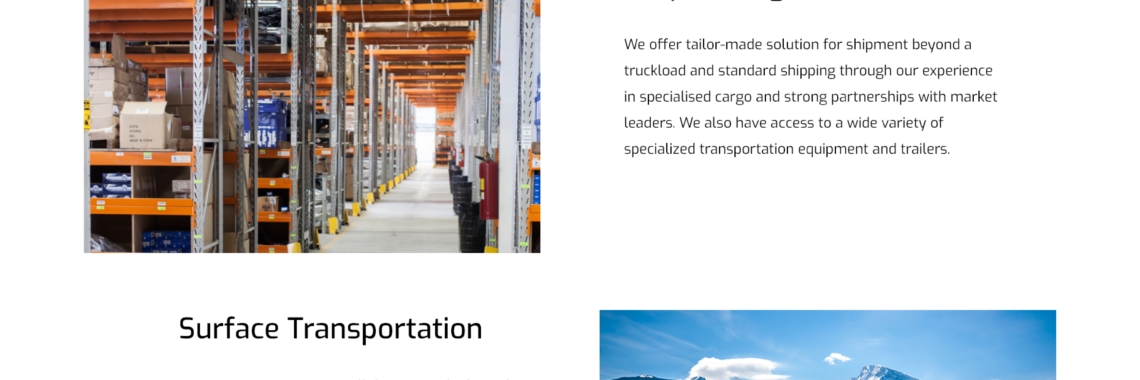 We offer tailor-made solution for shipment beyond a
truckload and standard shipping through our experience
in specialised cargo and strong partnerships with market
leaders. We also have access to a wide variety of
specialized transportation equipment and trailers.
Surface Transportation